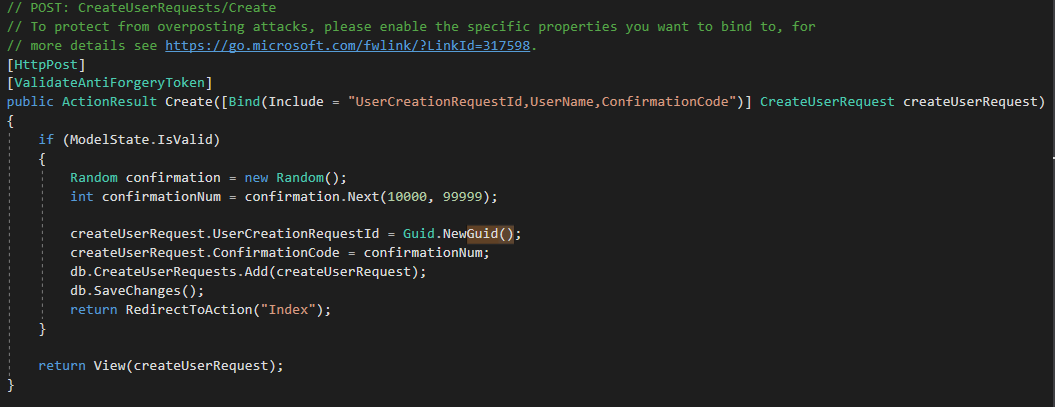 // POST: CreateUserRequests/Create
// To protect from overposting attacks, please enable the specific properties you want to bind to, for
// more details see https://go.microsoft.com/fwlink/?LinkId=317598.
[HttpPost]
[ValidateAntiForgeryToken]
public ActionResult Create([Bind(Include = "UserCreationRequestId,UserName,ConfirmationCode")] CreateUserRequest createUserRequest)
{
    if (ModelState.IsValid)
    {
        Random confirmation = new Random();
        int confirmationNum = confirmation.Next(10000, 99999);

        createUserRequest.UserCreationRequestId = Guid.NewGuid();
        createUserRequest.ConfirmationCode = confirmationNum;
        db.CreateUserRequests.Add(createUserRequest);
        db.SaveChanges();
        return RedirectToAction("Index");
    }

    return View(createUserRequest);
}